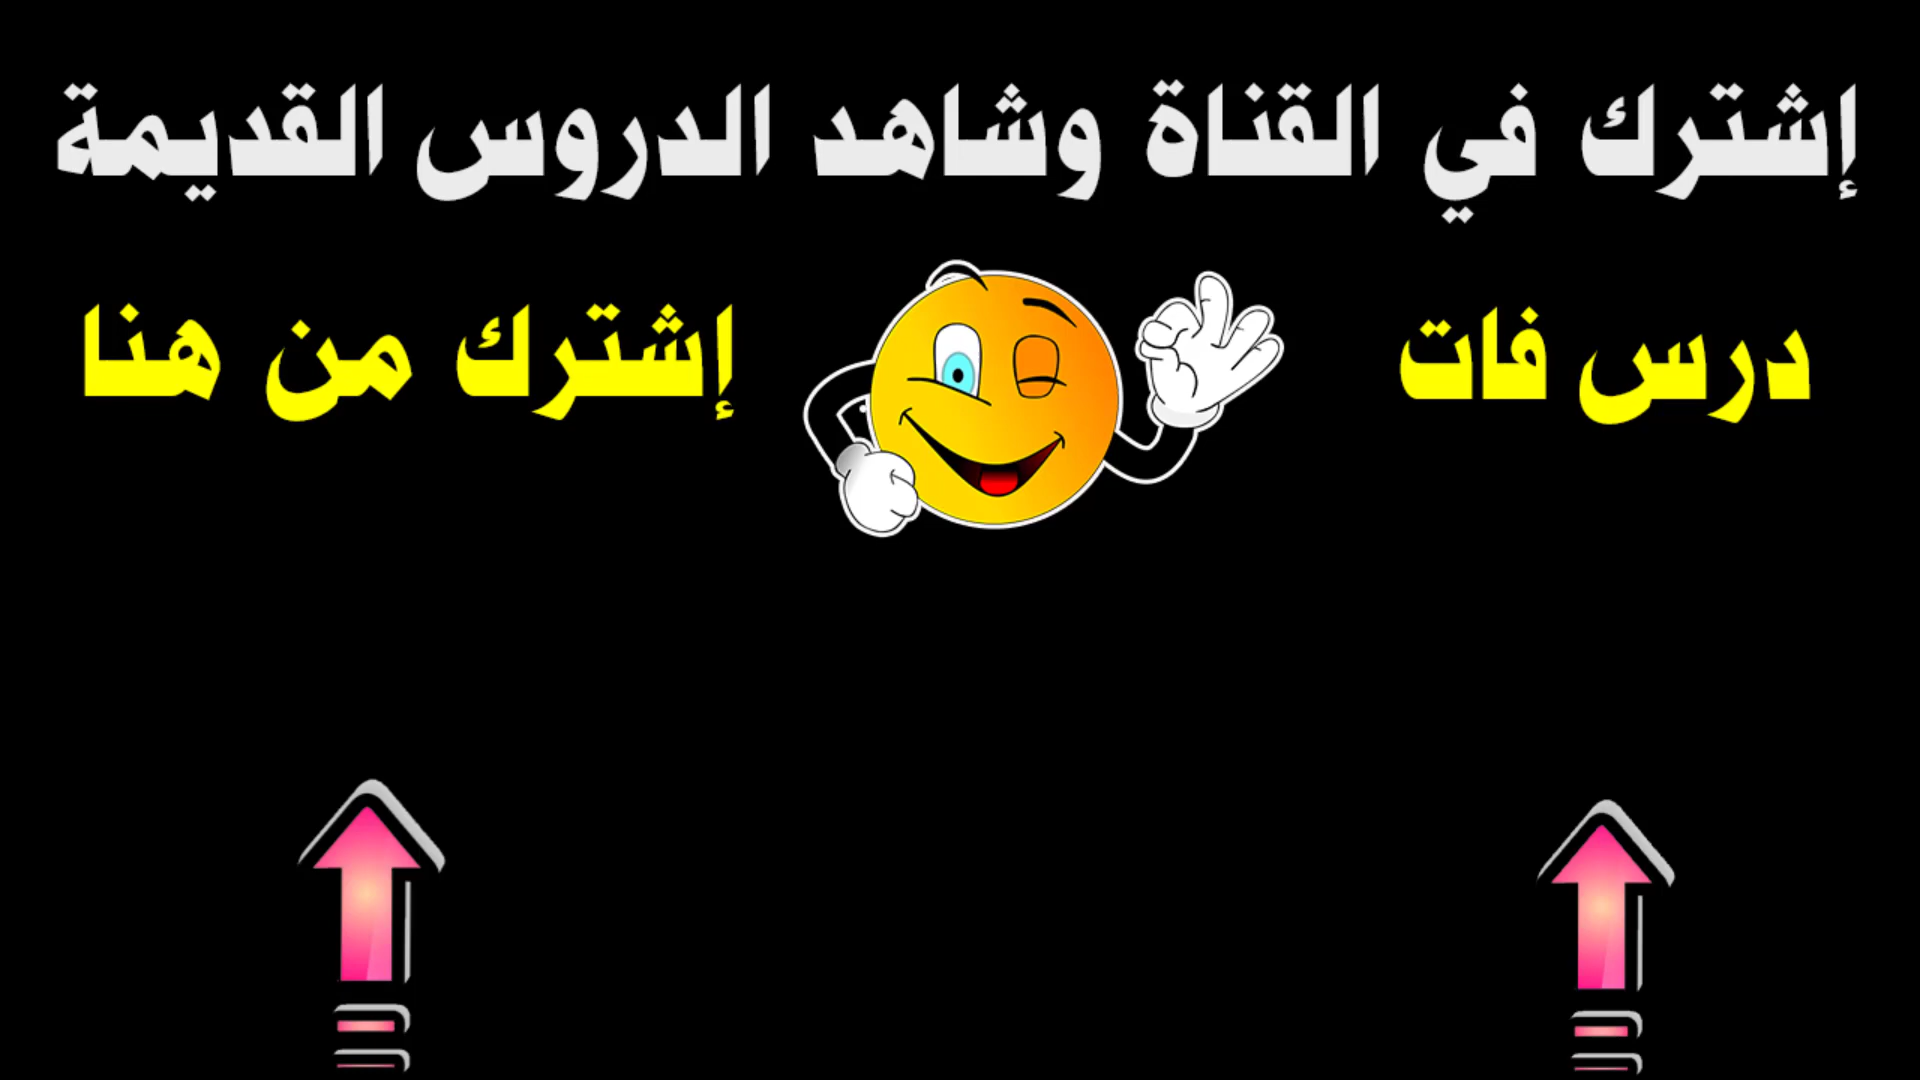 إشترك في القناة وشاهد الدروس القديمة
درس فات
إشترك من هنا